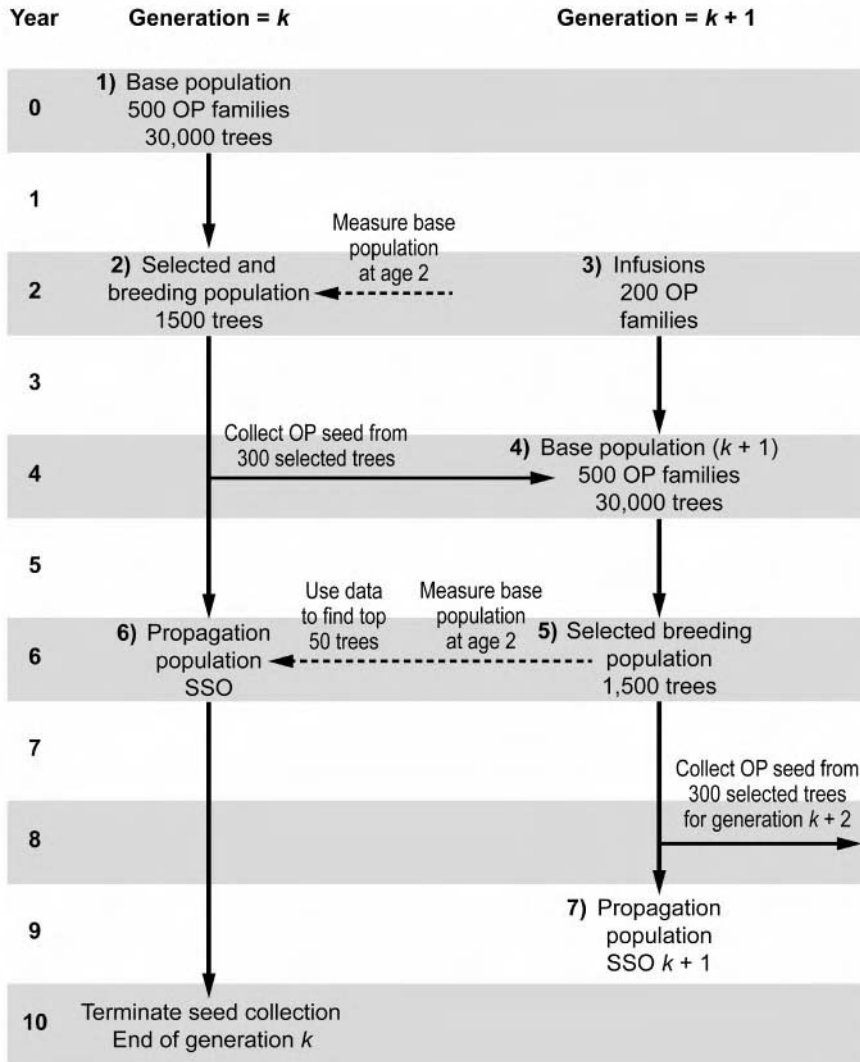 Year Generation = k Generation = k + 1
0
1) Base population
500 OP families
30,000 trees
1
Measure base
population
at age 2
2
2) Selected and
breeding population
1500 trees
3) Infusions
200 OP
families
3
Collect OP seed from
300 selected trees
4
4) Base population (k + 1)
500 OP families
30,000 trees
5
Use data
to find top
50 trees
Measure base
population
at age 2
6
6) Propagation
population
SSO
5) Selected breeding
population
1,500 trees
7
Collect OP seed from
300 selected trees
for generation k + 2
8
9
7) Propagation
population
SSO k + 1
10
Terminate seed collection
End of generation k